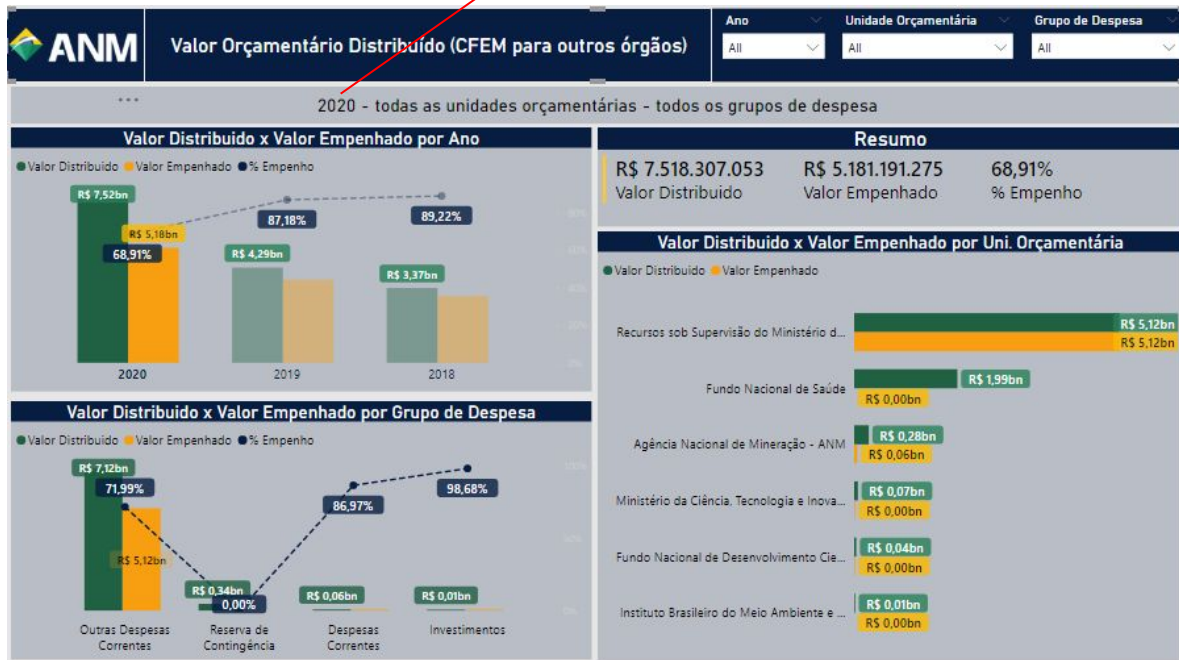 ANM
Valor Orçamentário Distribuído (CFEM para outros órgãos)
Ano
Unidade Orçamentária
Grupo de Despesa
All
All
All
2020 - todas as unidades orçamentárias - todos os grupos de despesa
Valor Distribuido x Valor Empenhado por Ano
Valor Distribuido Valor Empenhado % Empenho
R$ 7,52bn
R$ 5,18bn
68,91%
87,18%
R$ 4,29bn
89,22%
R$ 3,37bn
2020 2019 2018
Resumo
R$ 7.518.307.053 R$ 5.181.191.275 68,91%
Valor Distribuido Valor Empenhado % Empenho
Valor Distribuido x Valor Empenhado por Grupo de Despesa
Valor Distribuido Valor Empenhado % Empenho
R$ 7,12bn
71,99%
R$ 5,12bn
R$ 0,34bn
0,00%
86,97%
R$ 0,06bn
98,68%
R$ 0,01bn
Outras Despesas
Correntes
Reserva de
Contingência
Despesas
Correntes
Investimentos
Valor Distribuido x Valor Empenhado por Uni. Orçamentária
Valor Distribuido Valor Empenhado
Recursos sob Supervisão do Ministério d...
R$ 5,12bn
R$ 5,12bn
Fundo Nacional de Saúde
R$ 1,99bn
R$ 0,00bn
Agência Nacional de Mineração - ANM
R$ 0,28bn
R$ 0,06bn
Ministério da Ciência, Tecnologia e Inova...
R$ 0,07bn
R$ 0,00bn
Fundo Nacional de Desenvolvimento Cie...
R$ 0,04bn
R$ 0,00bn
Instituto Brasileiro do Meio Ambiente e ...
R$ 0,01bn
R$ 0,00bn